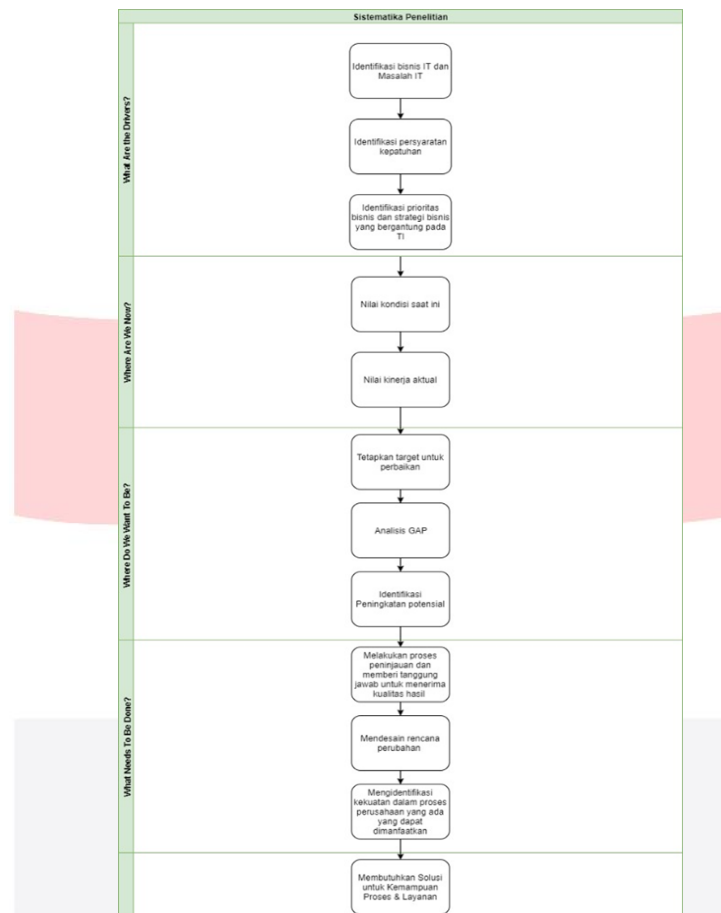 Sistematika Penelitian
What Are the Drivers?
Identifikasi bisnis IT dan
Masalah IT
Identifikasi persyaratan
kepatuhan
Identifikasi prioritas
bisnis dan strategi bisnis
yang bergantung pada
TI
Where Are We Now?
Nilai kondisi saat ini
Nilai kinerja aktual
Where Do We Want To Be?
Tetapkan target untuk
perbaikan
Analisis GAP
Identifikasi
Peningkatan potensial
What Needs To Be Done?
Melakukan proses
peninjauan dan
memberi tanggung
jawab untuk menerima
kualitas hasil
Mendesain rencana
perubahan
Mengidentifikasi
kekuatan dalam proses
perusahaan yang ada
yang dapat
dimanfaatkan
Membutuhkan Solusi
untuk Kemampuan
Proses & Layanan